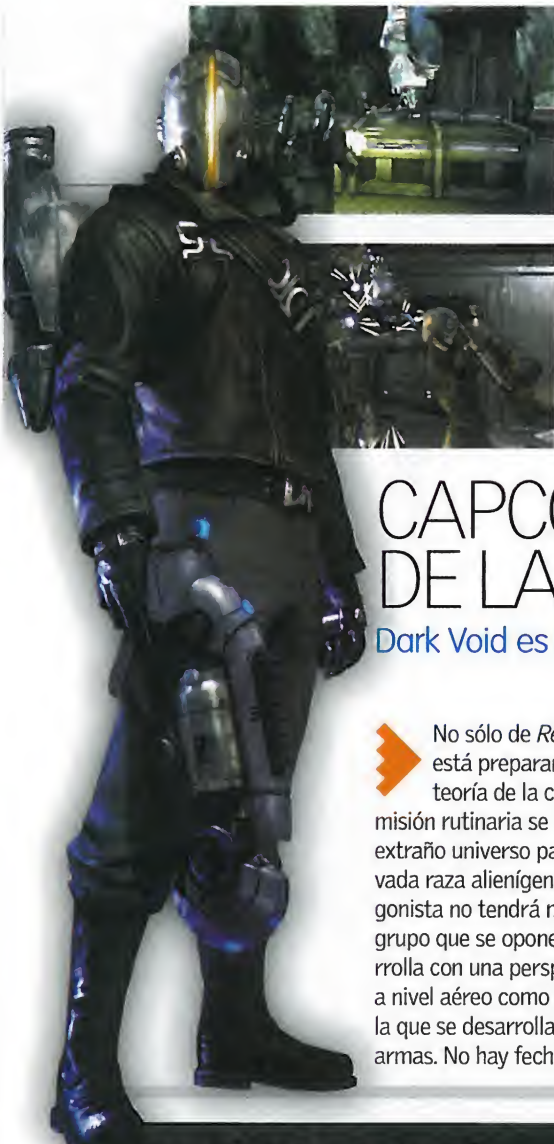 CAPCO
DE LA
Dark Void es
No sólo de Re
está preparar
teoría de la c
misión rutinaria se
extraño universo pa
vada raza alieníge
gonista no tendrá
grupo que se opone
rrolla con una persp
a nivel aéreo como
la que se desarrolla
armas. No hay fech